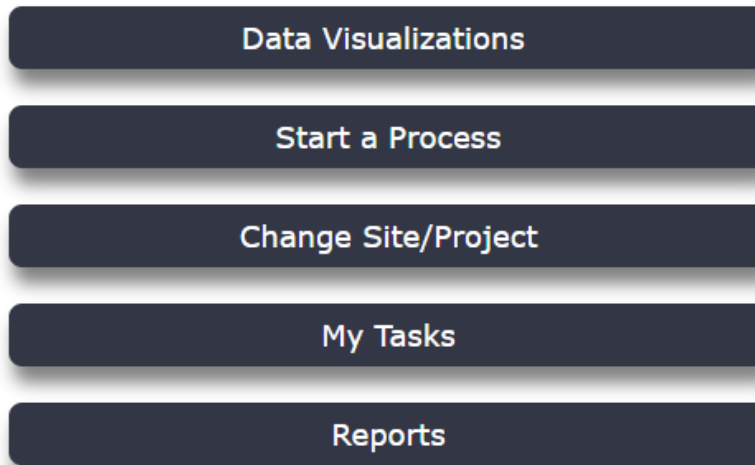 Data Visualizations
Start a Process
Change Site/Project
My Tasks
Reports